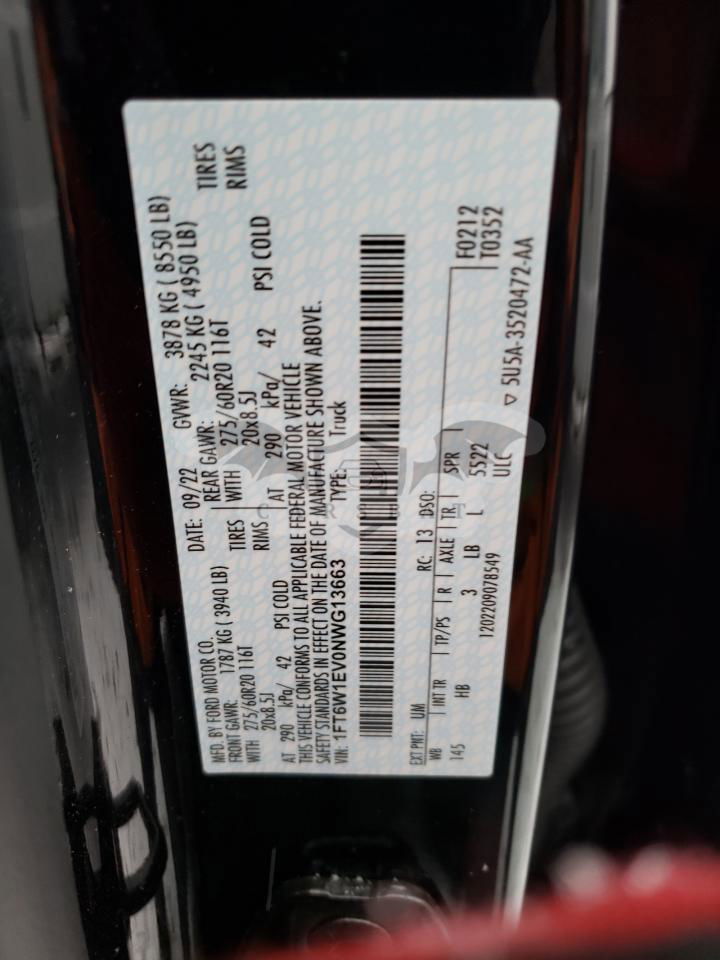 MFD. BY FORD MOTOR CO.
DATE: 09/22 GVWR: 3878 KG ( 8550 LB)
FRONT GAWR: 1787 KG ( 3940 LB)
REAR GAWR: 2245 KG ( 4950 LB)
WITH 275/60R20 116T TIRES
WITH 275/60R20 116T TIRES
20x8.5J RIMS
20x8.5J RIMS
AT 290 kPa/ 42 PSI COLD
AT 290 kPa/ 42 PSI COLD
THIS VEHICLE CONFORMS TO ALL APPLICABLE FEDERAL MOTOR VEHICLE
SAFETY STANDARDS IN EFFECT ON THE DATE OF MANUFACTURE SHOWN ABOVE.
VIN: 1FT6W1EV0NWG13663 TYPE: Truck
EXT PNT: UM RC: 13 DSO:
WB INT TR TP/PS R AXLE TR SPR F0212
145 HB 3 LB L 5522 T0352
1202209078549 ULC
▽ 5U5A-3520472-AA